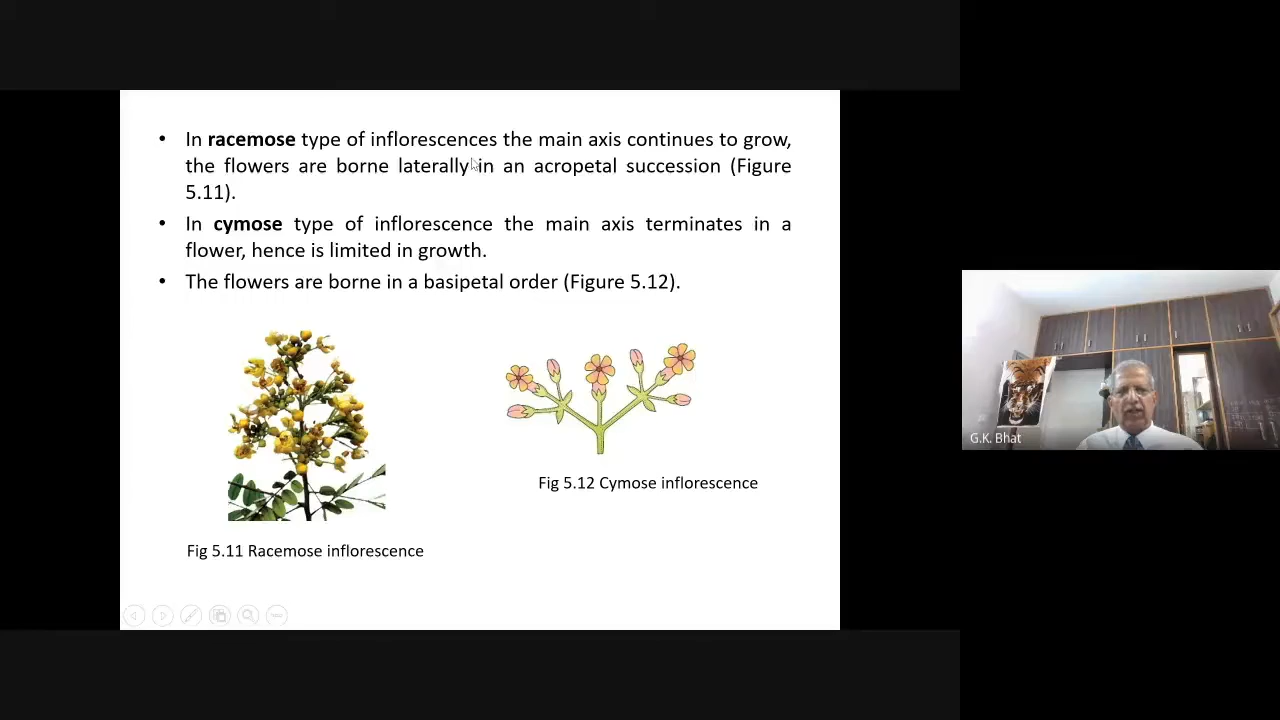 • In racemose type of inflorescences the main axis continues to grow,
the flowers are borne laterally in an acropetal succession (Figure
5.11).
• In cymose type of inflorescence the main axis terminates in a
flower, hence is limited in growth.
• The flowers are borne in a basipetal order (Figure 5.12).
Fig 5.12 Cymose inflorescence
Fig 5.11 Racemose inflorescence
G.K. Bhat